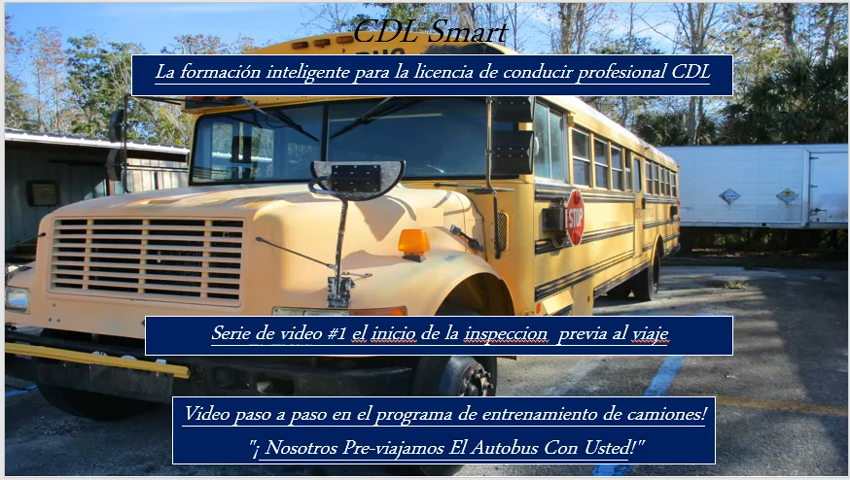 CDL Smart
BUS
La formación inteligente para la licencia de conducir profesional CDL
STOP
Serie de video #1 el inicio de la inspeccion previa al viaje
Video paso a paso en el programa de entrenamiento de camiones!
"¡ Nosotros Pre-viajamos El Autobus Con Usted!"